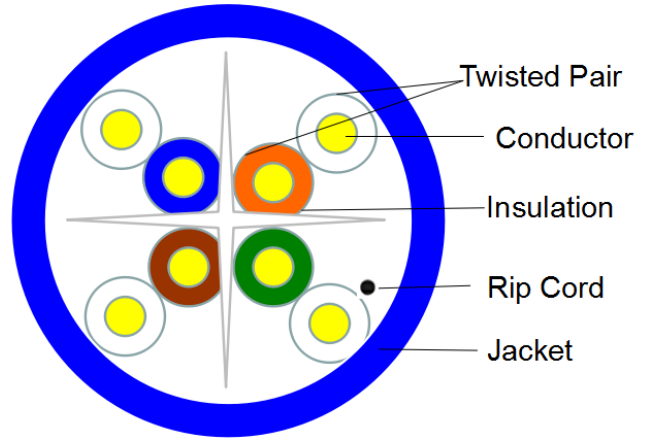 Twisted Pair
Conductor
Insulation
Rip Cord
Jacket